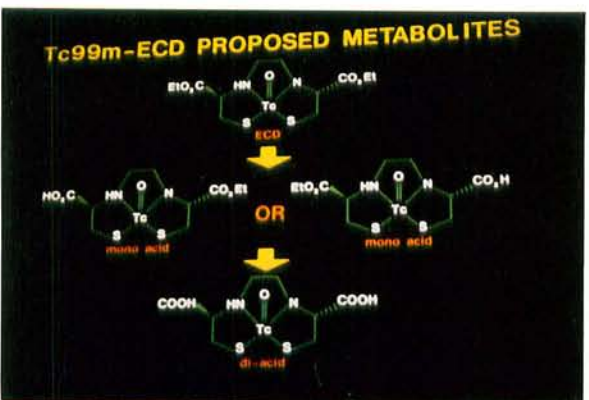 Tc99m-ECD PROPOSED METABOLITES
EtO₂C HN O N CO₂Et
Tc
S S
ECD
HO₂C HN O N CO₂Et
Tc
S S
mono acid
OR
EtO₂C HN O N CO₂H
Tc
S S
mono acid
COOH HN O N COOH
Tc
S S
di-acid